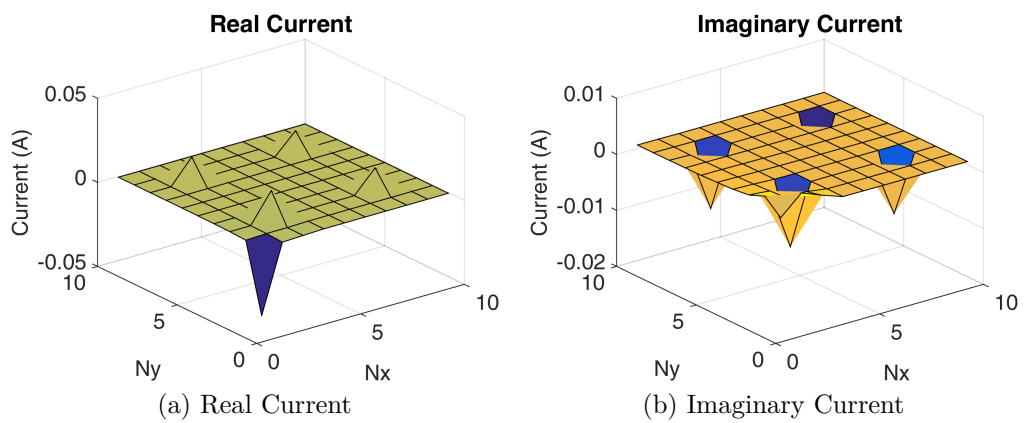 Real Current
Current (A)
0.05
0
-0.05
10
5
0
Ny
0
5
10
Nx
(a) Real Current
Imaginary Current
Current (A)
0.01
0
-0.01
-0.02
10
5
0
Ny
0
5
10
Nx
(b) Imaginary Current